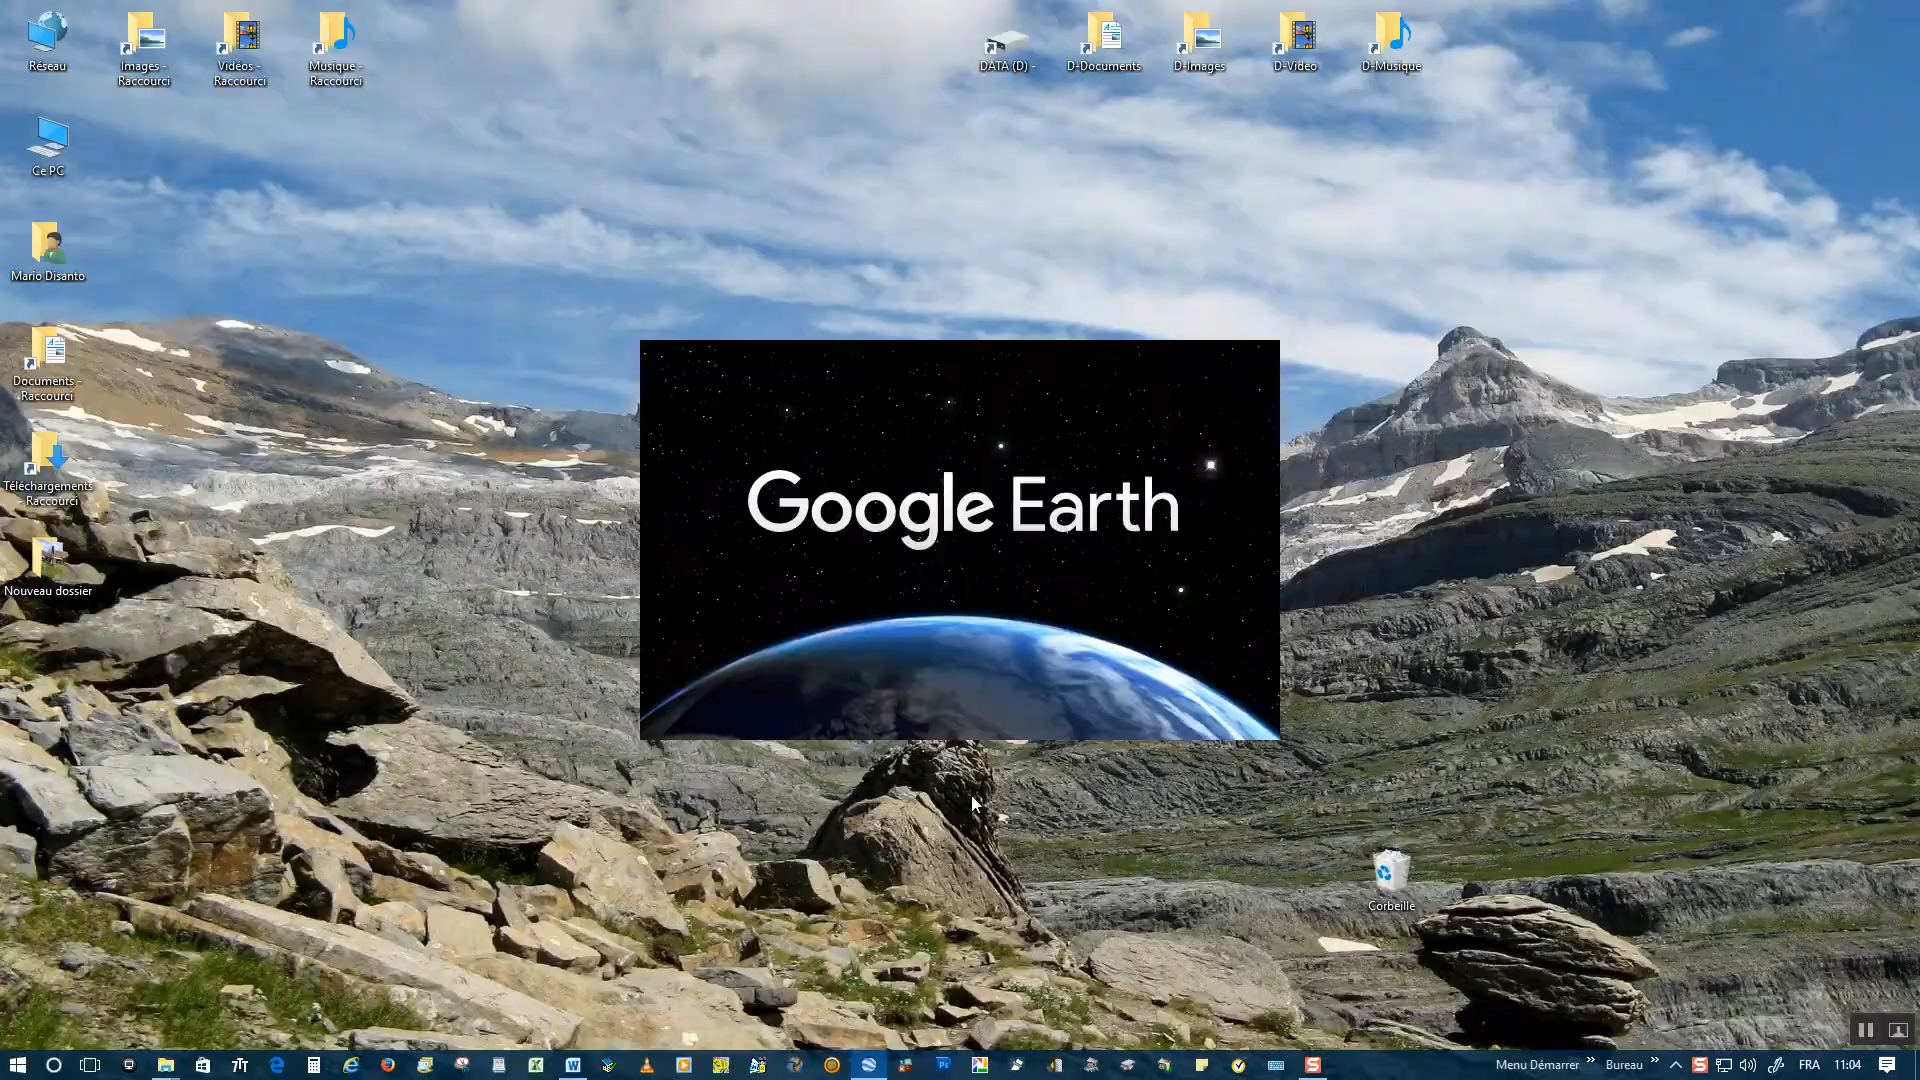 Réseau
Images -
Raccourci
Vidéos -
Raccourci
Musique -
Raccourci
DATA (D) -
D-Documents
D-Images
D-Vidéo
D-Musique
Ce PC
Mario Disanto
Documents -
Raccourci
Téléchargements
- Raccourci
Nouveau dossier
Google Earth
Corbeille
Menu Démarrer
Bureau
FRA
11:04